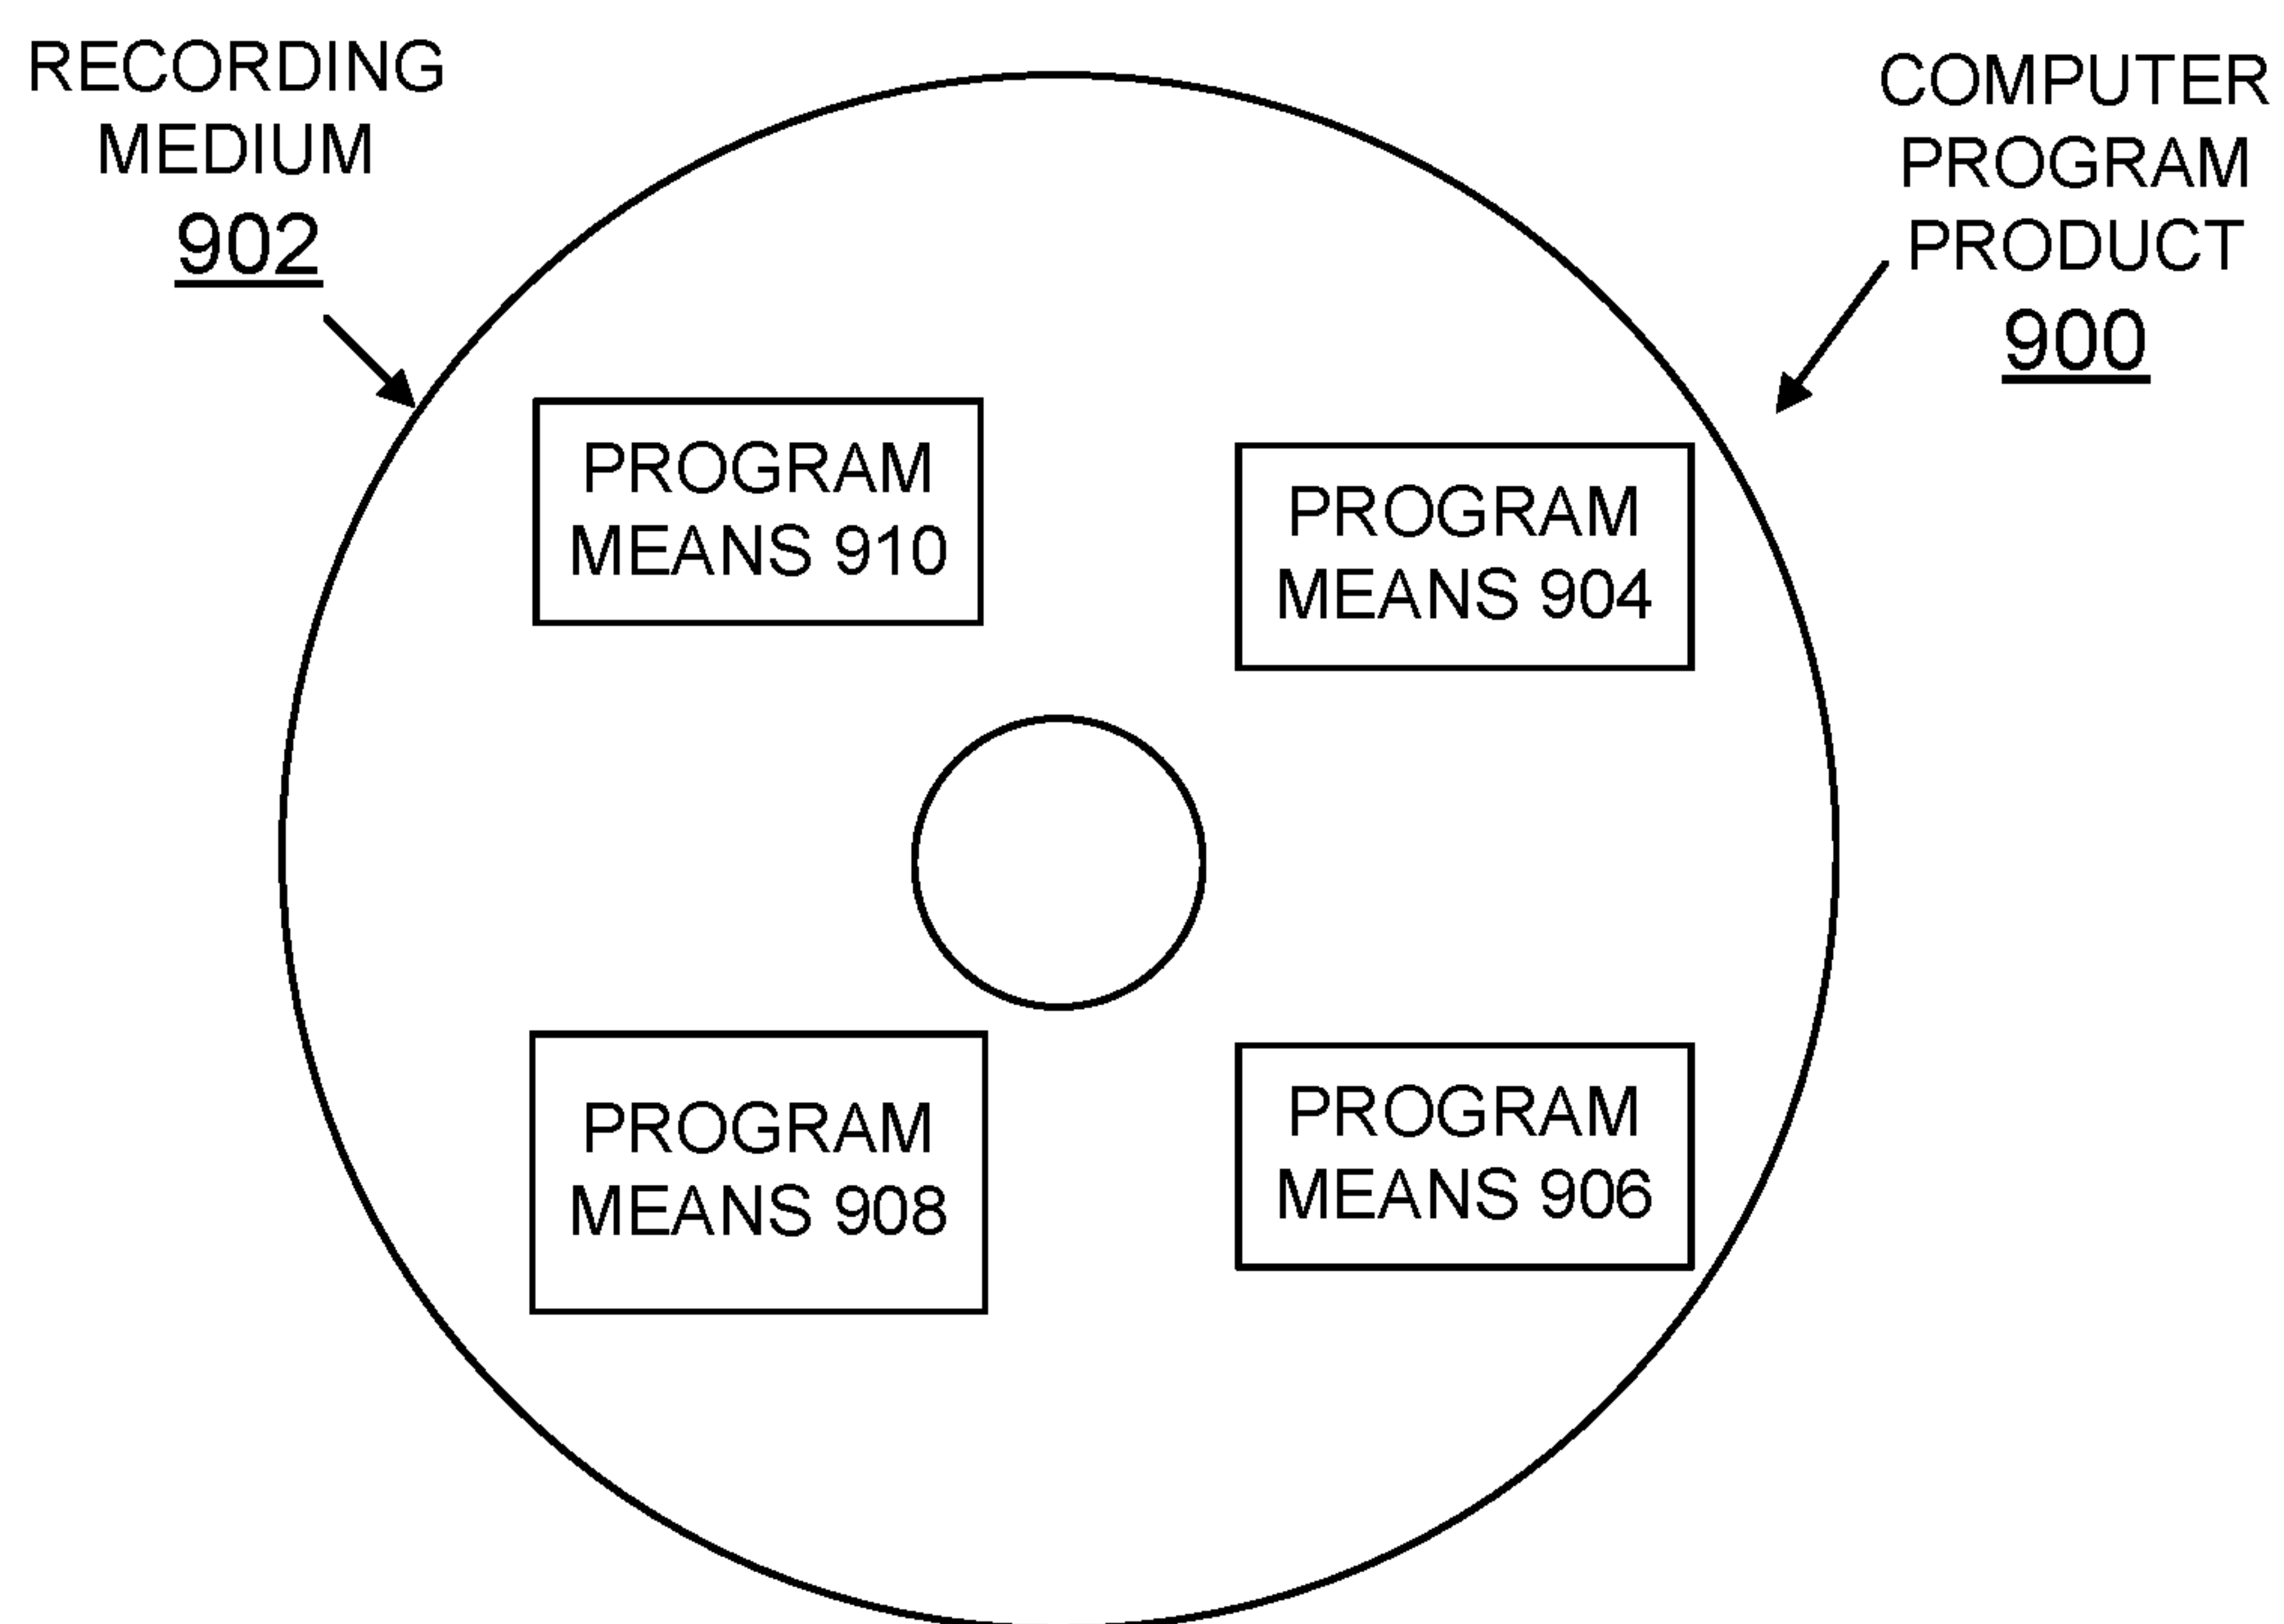 RECORDING
MEDIUM
902
COMPUTER
PROGRAM
PRODUCT
900
PROGRAM
MEANS 910
PROGRAM
MEANS 904
PROGRAM
MEANS 908
PROGRAM
MEANS 906